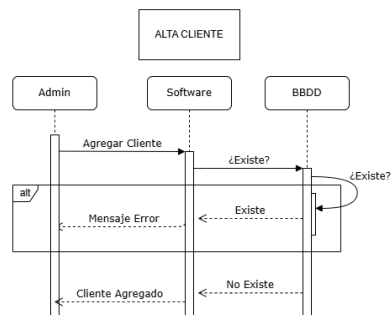 ALTA CLIENTE
Admin
Software
BBDD
Agregar Cliente
¿Existe?
¿Existe?
alt
Existe
Mensaje Error
No Existe
Cliente Agregado